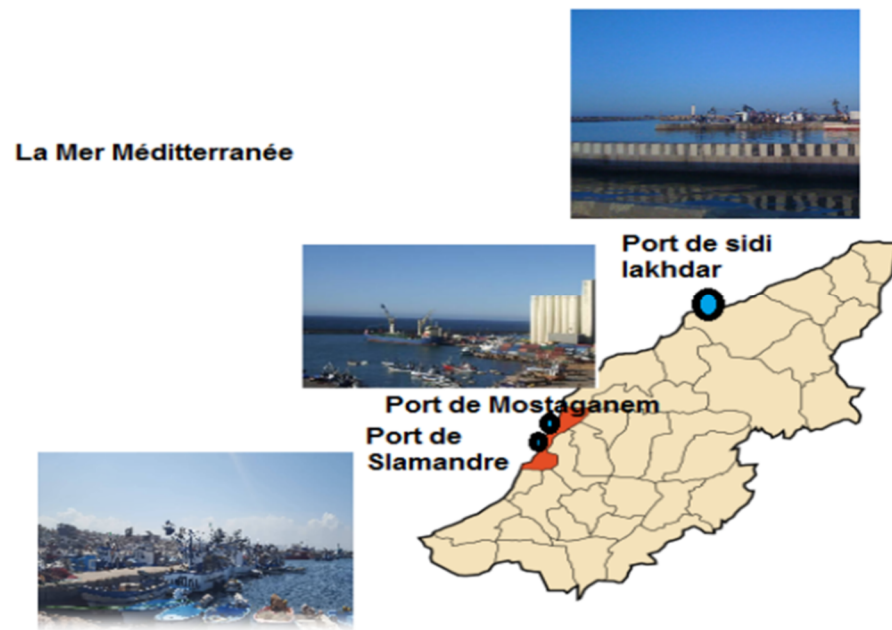 La Mer Méditterranée
Port de sidi
lakhdar
Port de Mostaganem
Port de
Slamandre